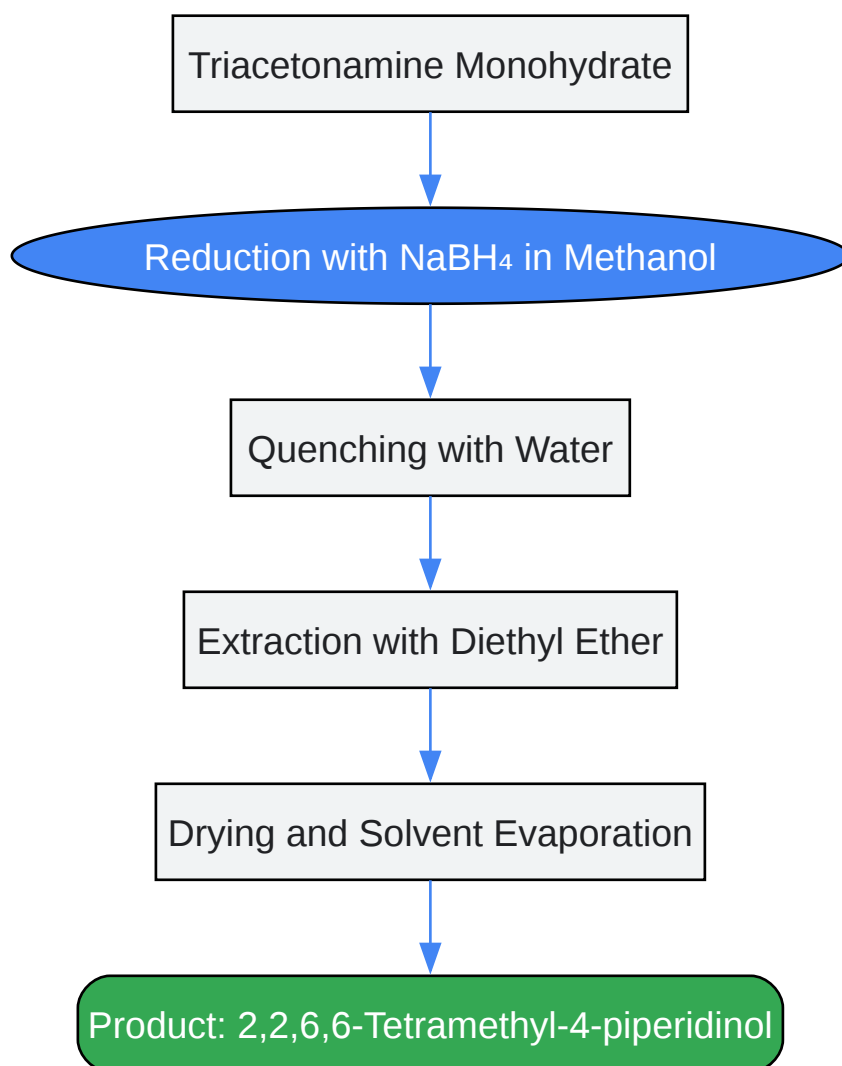 Triacetonamine Monohydrate
Reduction with NaBH₄ in Methanol
Quenching with Water
Extraction with Diethyl Ether
Drying and Solvent Evaporation
Product: 2,2,6,6-Tetramethyl-4-piperidinol